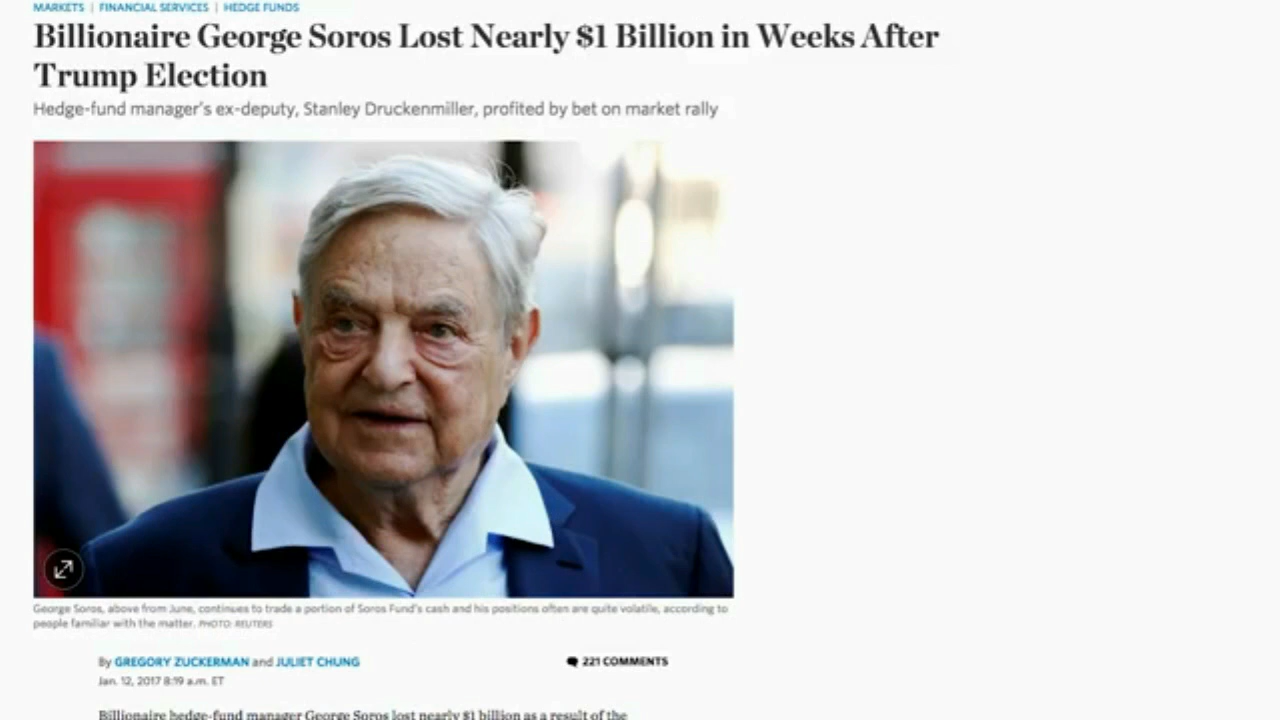 MARKETS | FINANCIAL SERVICES | HEDGE FUNDS
Billionaire George Soros Lost Nearly $1 Billion in Weeks After
Trump Election
Hedge-fund manager's ex-deputy, Stanley Druckenmiller, profited by bet on market rally
George Soros, above from June, continues to trade a portion of Soros Fund's cash and his positions often are quite volatile, according to
people familiar with the matter. PHOTO: REUTERS
By GREGORY ZUCKERMAN and JULIET CHUNG
221 COMMENTS
Jan. 12, 2017 8:19 a.m. ET
Billionaire hedge-fund manager George Soros lost nearly $1 billion as a result of the